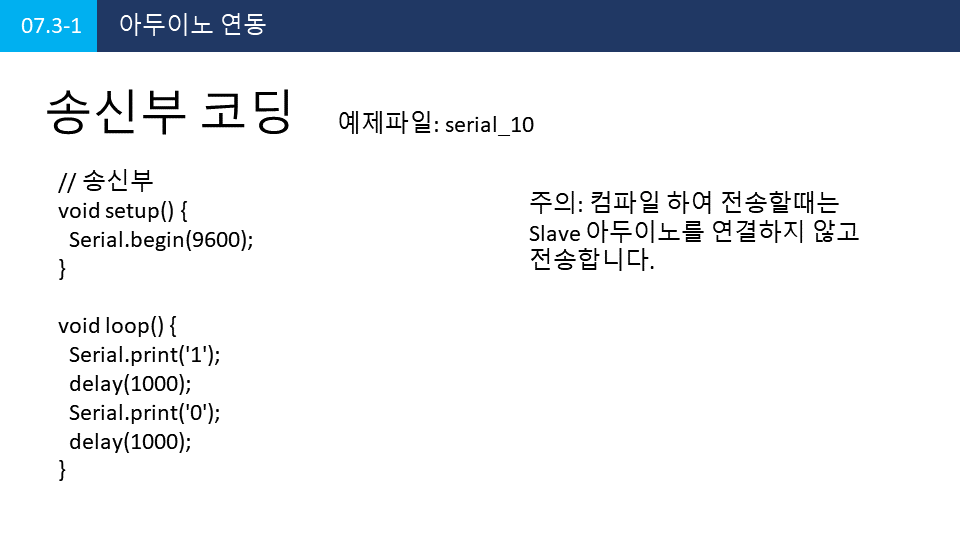 07.3-1 아두이노 연동
송신부 코딩 예제파일: serial_10
// 송신부
void setup() {
  Serial.begin(9600);
}

void loop() {
  Serial.print('1');
  delay(1000);
  Serial.print('0');
  delay(1000);
}
주의: 컴파일 하여 전송할때는
Slave 아두이노를 연결하지 않고
전송합니다.